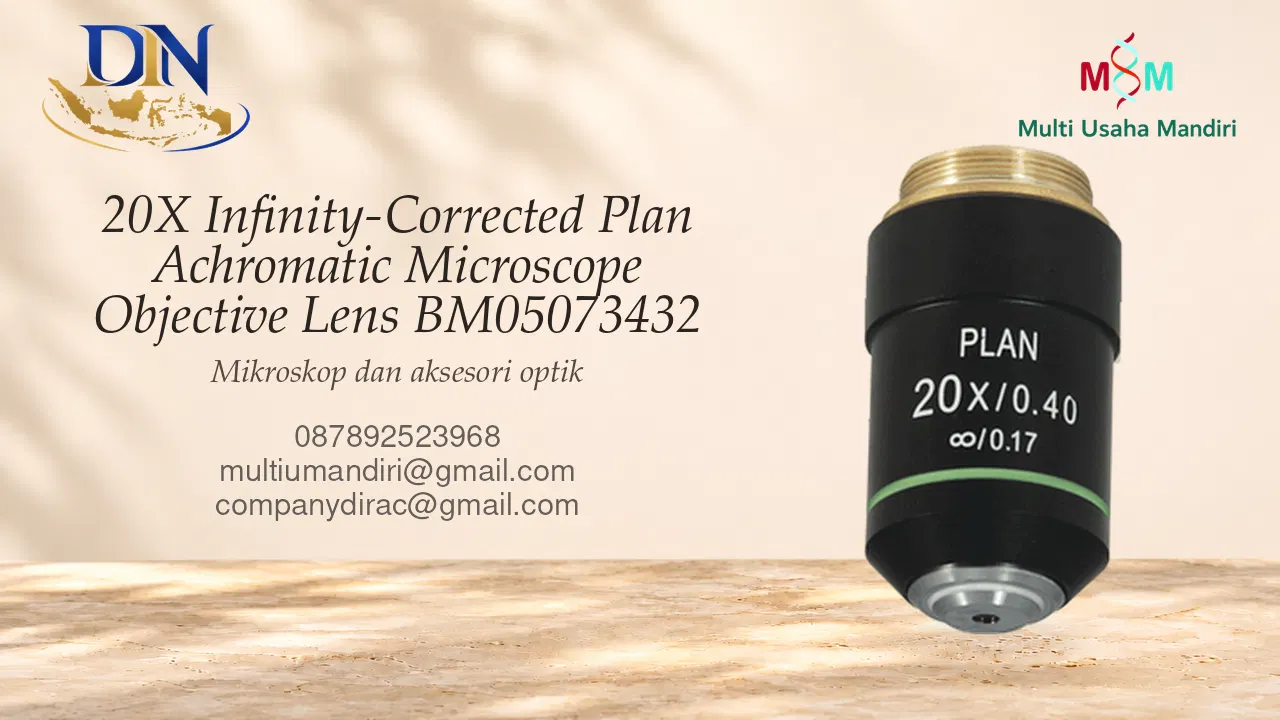 DIN
M M
Multi Usaha Mandiri
20X Infinity-Corrected Plan
Achromatic Microscope
Objective Lens BM05073432
Mikroskop dan aksesori optik
087892523968
multiumandiri@gmail.com
companydirac@gmail.com
PLAN
20X/0.40
∞/0.17